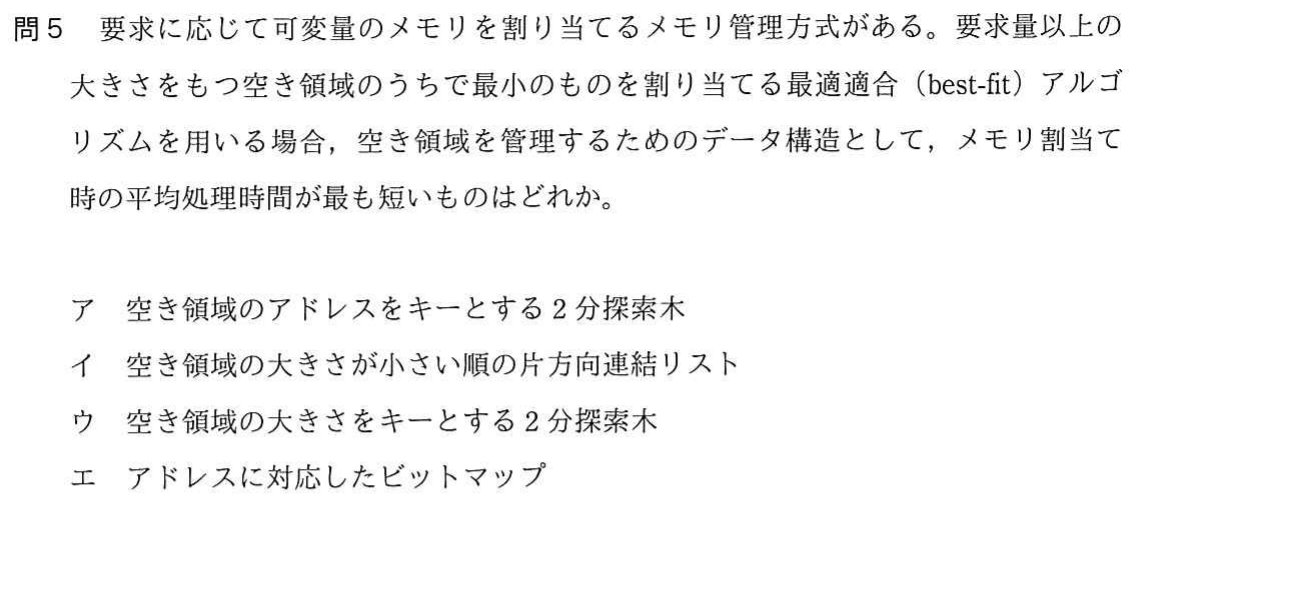 問5 要求に応じて可変量のメモリを割り当てるメモリ管理方式がある。要求量以上の
大きさをもつ空き領域のうちで最小のものを割り当てる最適適合（best-fit）アルゴ
リズムを用いる場合，空き領域を管理するためのデータ構造として，メモリ割当て
時の平均処理時間が最も短いものはどれか。
ア 空き領域のアドレスをキーとする2分探索木
イ 空き領域の大きさが小さい順の片方向連結リスト
ウ 空き領域の大きさをキーとする2分探索木
エ アドレスに対応したビットマップ